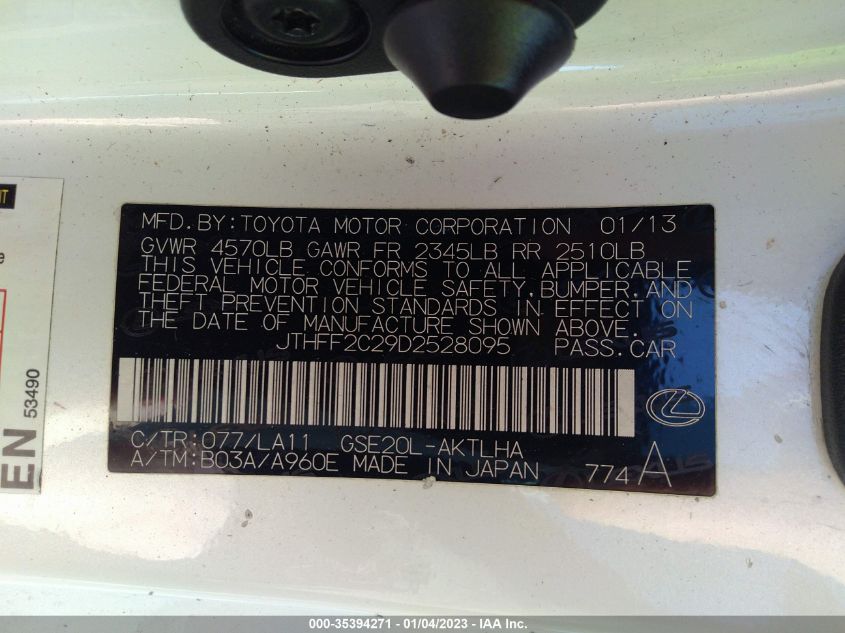 MFD.BY:TOYOTA MOTOR CORPORATION 01/13
GVWR 4570LB GAWR FR 2345LB RR 2510LB
THIS VEHICLE CONFORMS TO ALL APPLICABLE
FEDERAL MOTOR VEHICLE SAFETY,BUMPER,AND
THEFT PREVENTION STANDARDS IN EFFECT ON
THE DATE OF MANUFACTURE SHOWN ABOVE.
JTHFF2C29D2528095 PASS.CAR
C/TR:077/LA11 GSE20L-AKTLHA
A/TM:B03A/A960E MADE IN JAPAN 774A
EN 53490
000-35394271 - 01/04/2023 - IAA Inc.